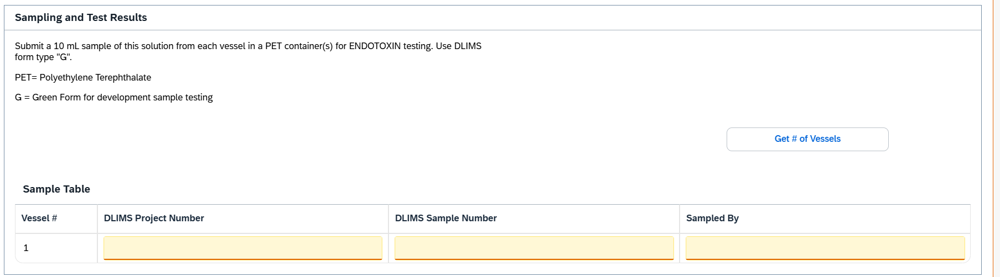 Sampling and Test Results
Submit a 10 mL sample of this solution from each vessel in a PET container(s) for ENDOTOXIN testing. Use DLIMS
form type "G".
PET= Polyethylene Terephthalate
G = Green Form for development sample testing
Get # of Vessels
Sample Table
Vessel # DLIMS Project Number DLIMS Sample Number Sampled By
1